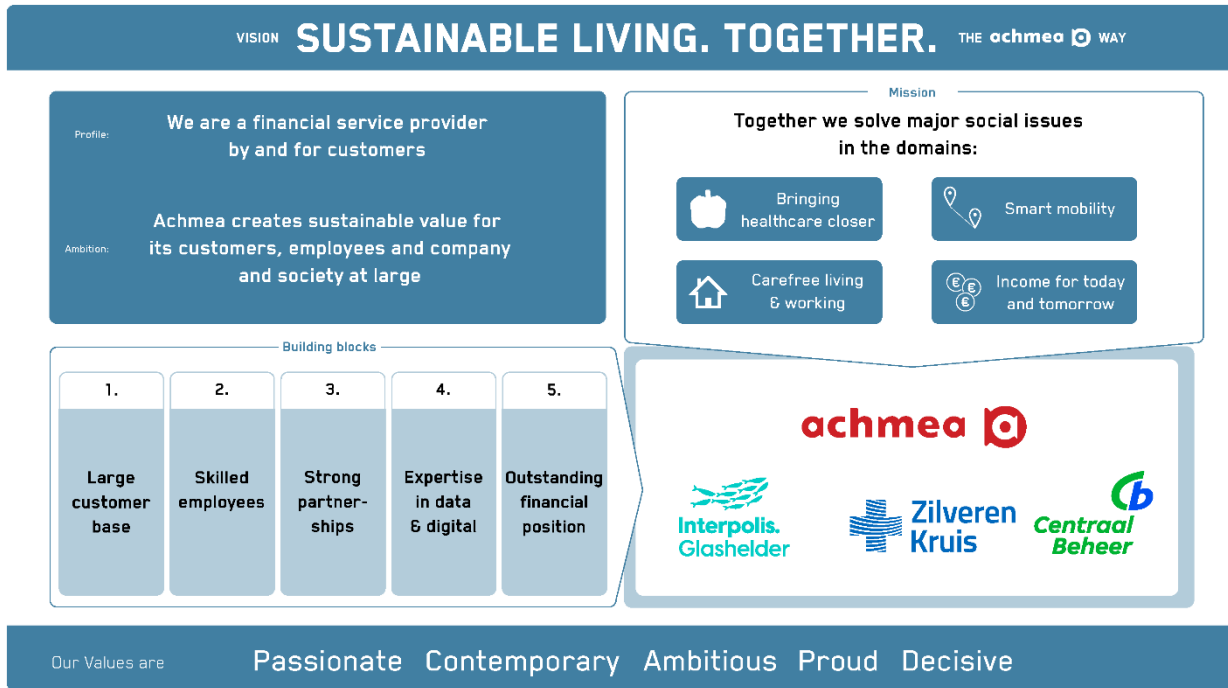 VISION SUSTAINABLE LIVING. TOGETHER. THE achmea WAY
Profile:
We are a financial service provider
by and for customers
Ambition:
Achmea creates sustainable value for
its customers, employees and company
and society at large
Mission
Together we solve major social issues
in the domains:
Bringing
healthcare closer
Smart mobility
Carefree living
& working
€ € €
Income for today
and tomorrow
Building blocks
1.
Large
customer
base
2.
Skilled
employees
3.
Strong
partner-
ships
4.
Expertise
in data
& digital
5.
Outstanding
financial
position
achmea
Interpolis.
Glashelder
Zilveren
Kruis
Cb
Centraal
Beheer
Our Values are Passionate Contemporary Ambitious Proud Decisive